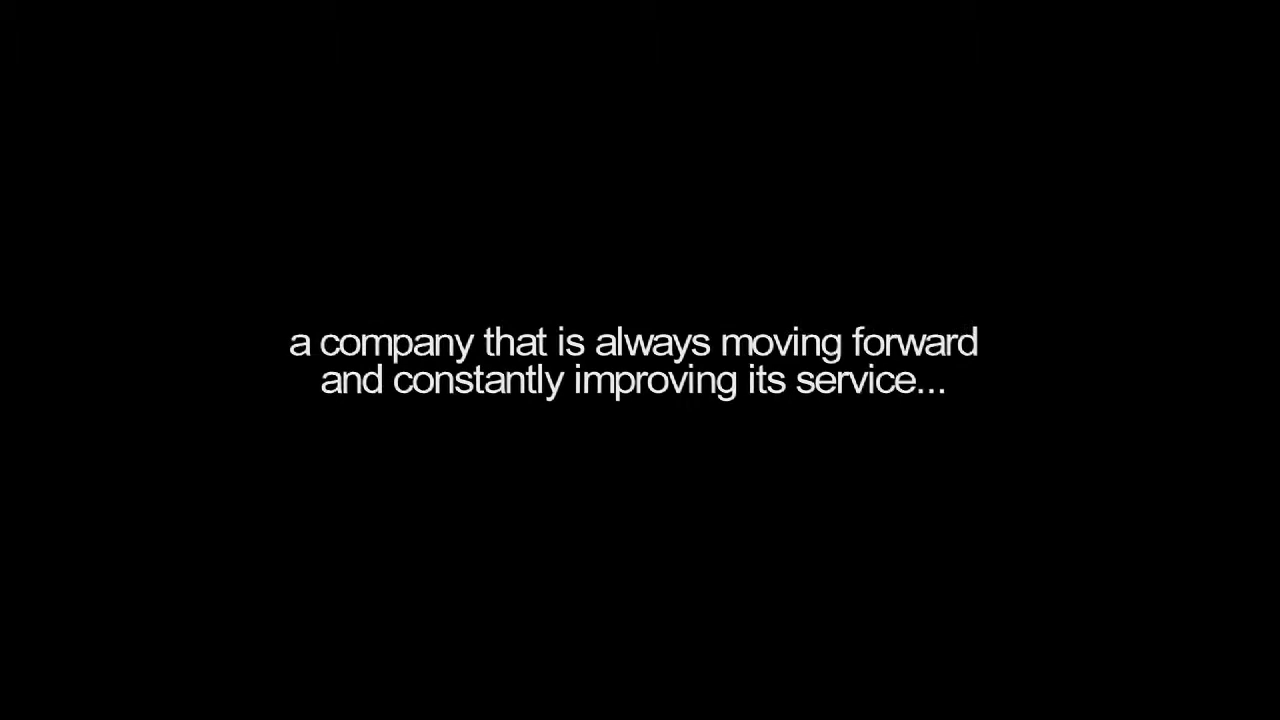 a company that is always moving forward
and constantly improving its service...